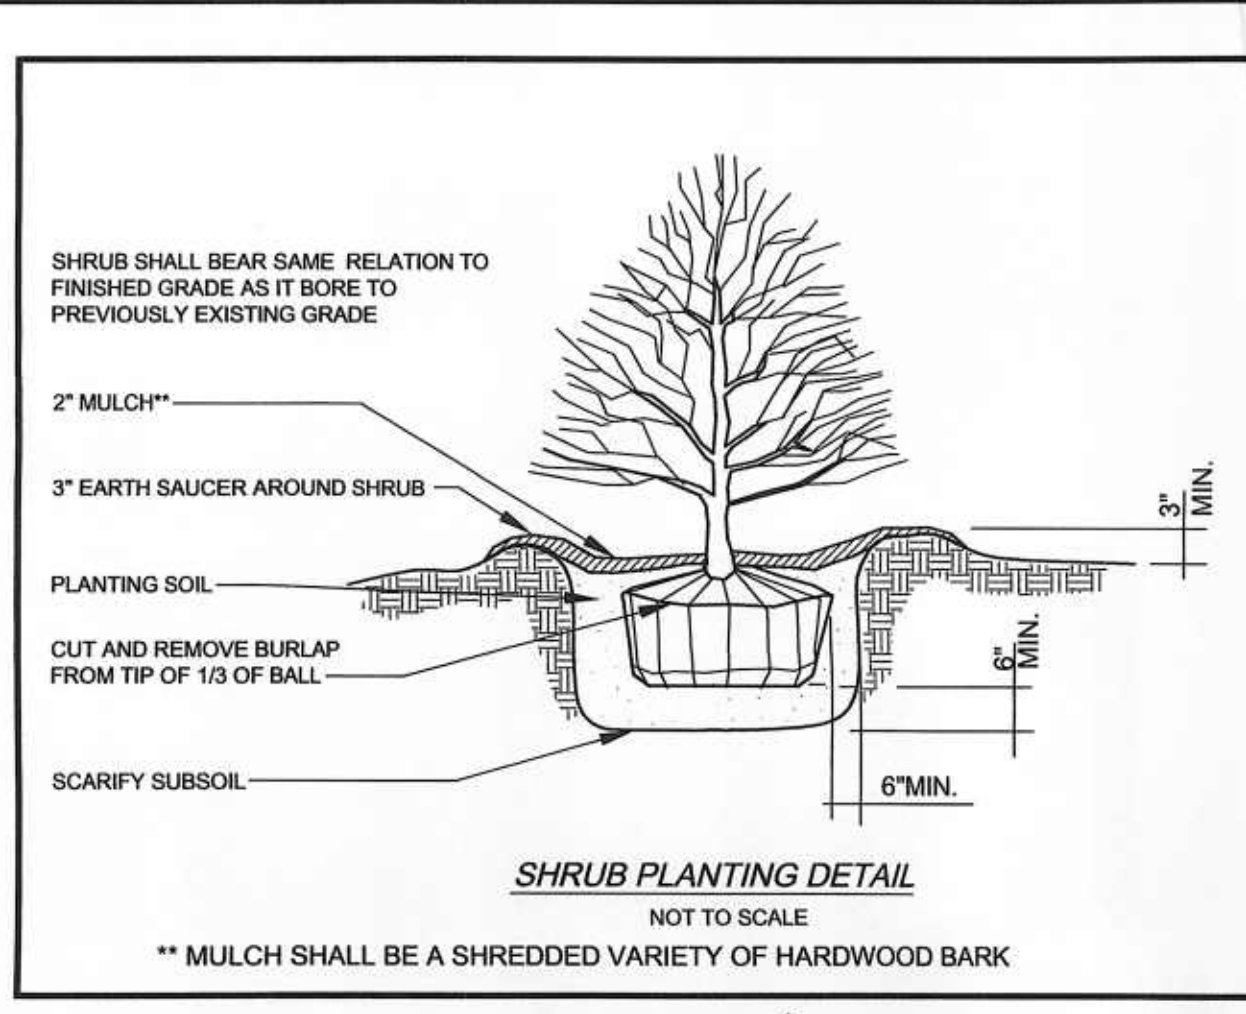 SHRUB SHALL BEAR SAME RELATION TO
FINISHED GRADE AS IT BORE TO
PREVIOUSLY EXISTING GRADE
2" MULCH**
3" EARTH SAUCER AROUND SHRUB
PLANTING SOIL
CUT AND REMOVE BURLAP
FROM TIP OF 1/3 OF BALL
SCARIFY SUBSOIL
3"
MIN.
6"
MIN.
6"MIN.
SHRUB PLANTING DETAIL
NOT TO SCALE
** MULCH SHALL BE A SHREDDED VARIETY OF HARDWOOD BARK